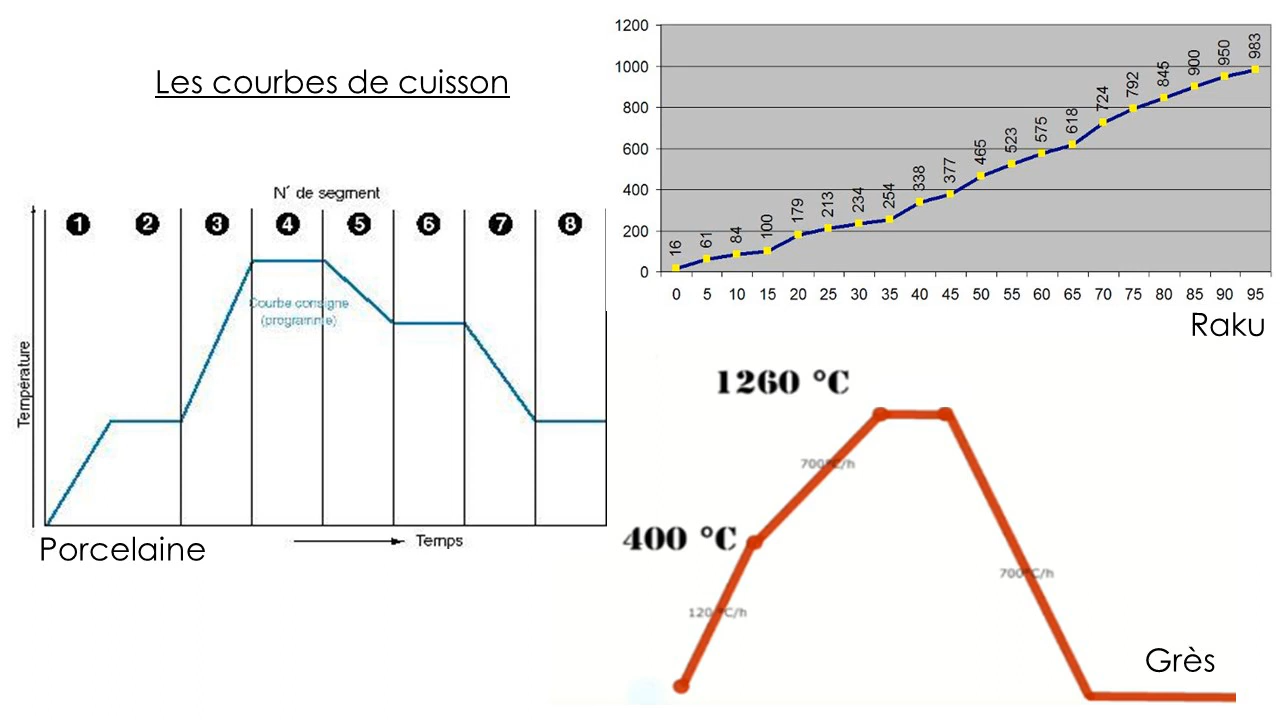 Les courbes de cuisson
N° de segment
1 2 3 4 5 6 7 8
Courbe consigne
(programme)
Température
Temps
Porcelaine
1200
1000
800
600
400
200
0
16 61 84 100 179 213 234 254 338 377 465 523 575 618 724 792 845 900 950 983
0 5 10 15 20 25 30 35 40 45 50 55 60 65 70 75 80 85 90 95
Raku
1260 °C
700°C/h
400 °C
700°C/h
120 °C/h
Grès